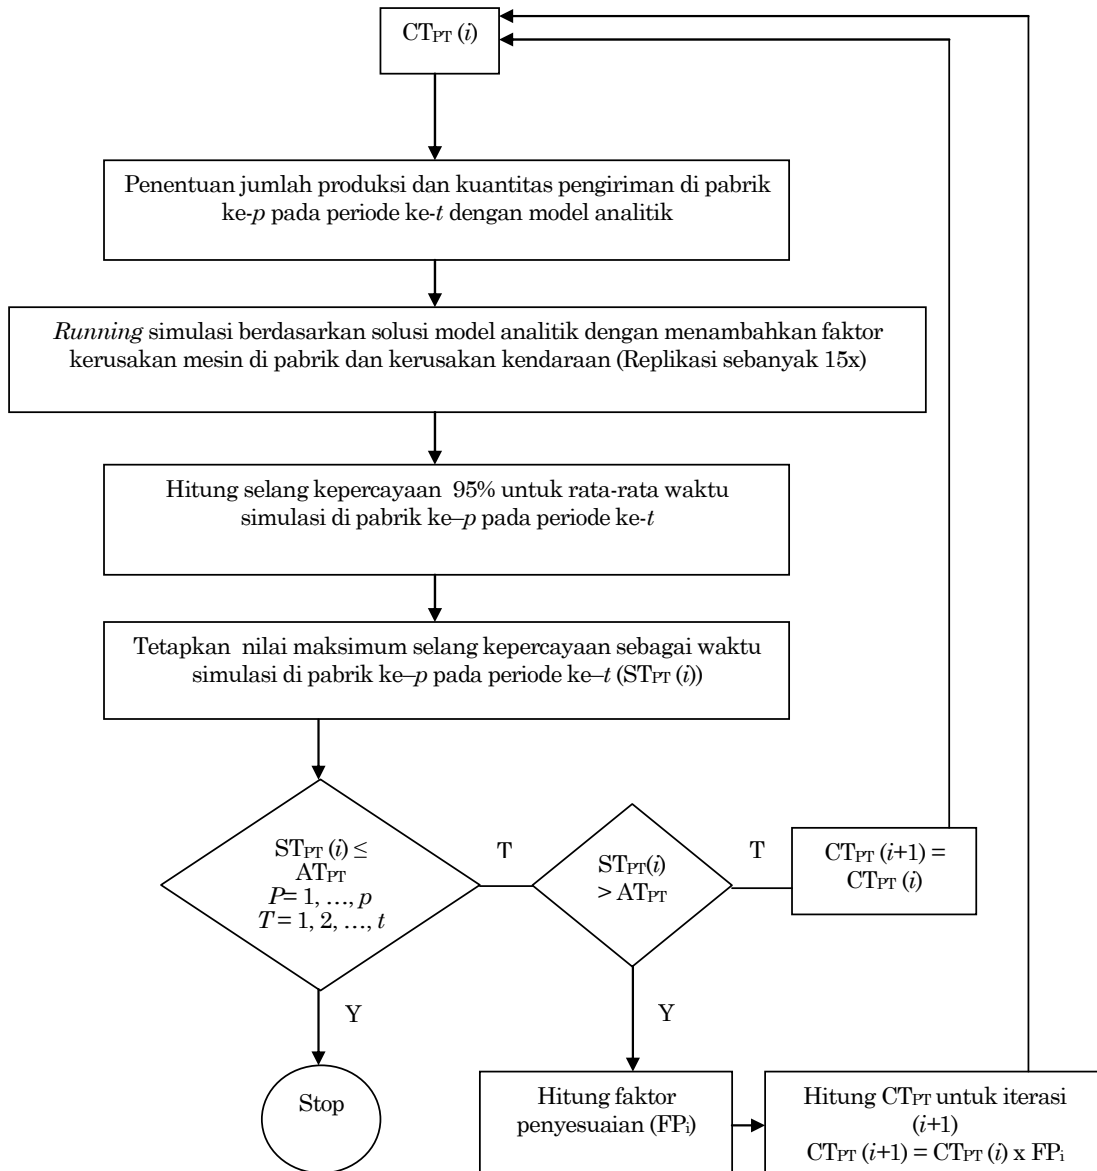 CTPT (i)
Penentuan jumlah produksi dan kuantitas pengiriman di pabrik
ke-p pada periode ke-t dengan model analitik
Running simulasi berdasarkan solusi model analitik dengan menambahkan faktor
kerusakan mesin di pabrik dan kerusakan kendaraan (Replikasi sebanyak 15x)
Hitung selang kepercayaan 95% untuk rata-rata waktu
simulasi di pabrik ke–p pada periode ke-t
Tetapkan nilai maksimum selang kepercayaan sebagai waktu
simulasi di pabrik ke–p pada periode ke–t (STPT (i))
STPT (i) ≤
ATPT
P= 1, …, p
T = 1, 2, …, t
T
STPT(i)
> ATPT
T
CTPT (i+1) =
CTPT (i)
Y
Y
Stop
Hitung faktor
penyesuaian (FPi)
Hitung CTPT untuk iterasi
(i+1)
CTPT (i+1) = CTPT (i) x FPi